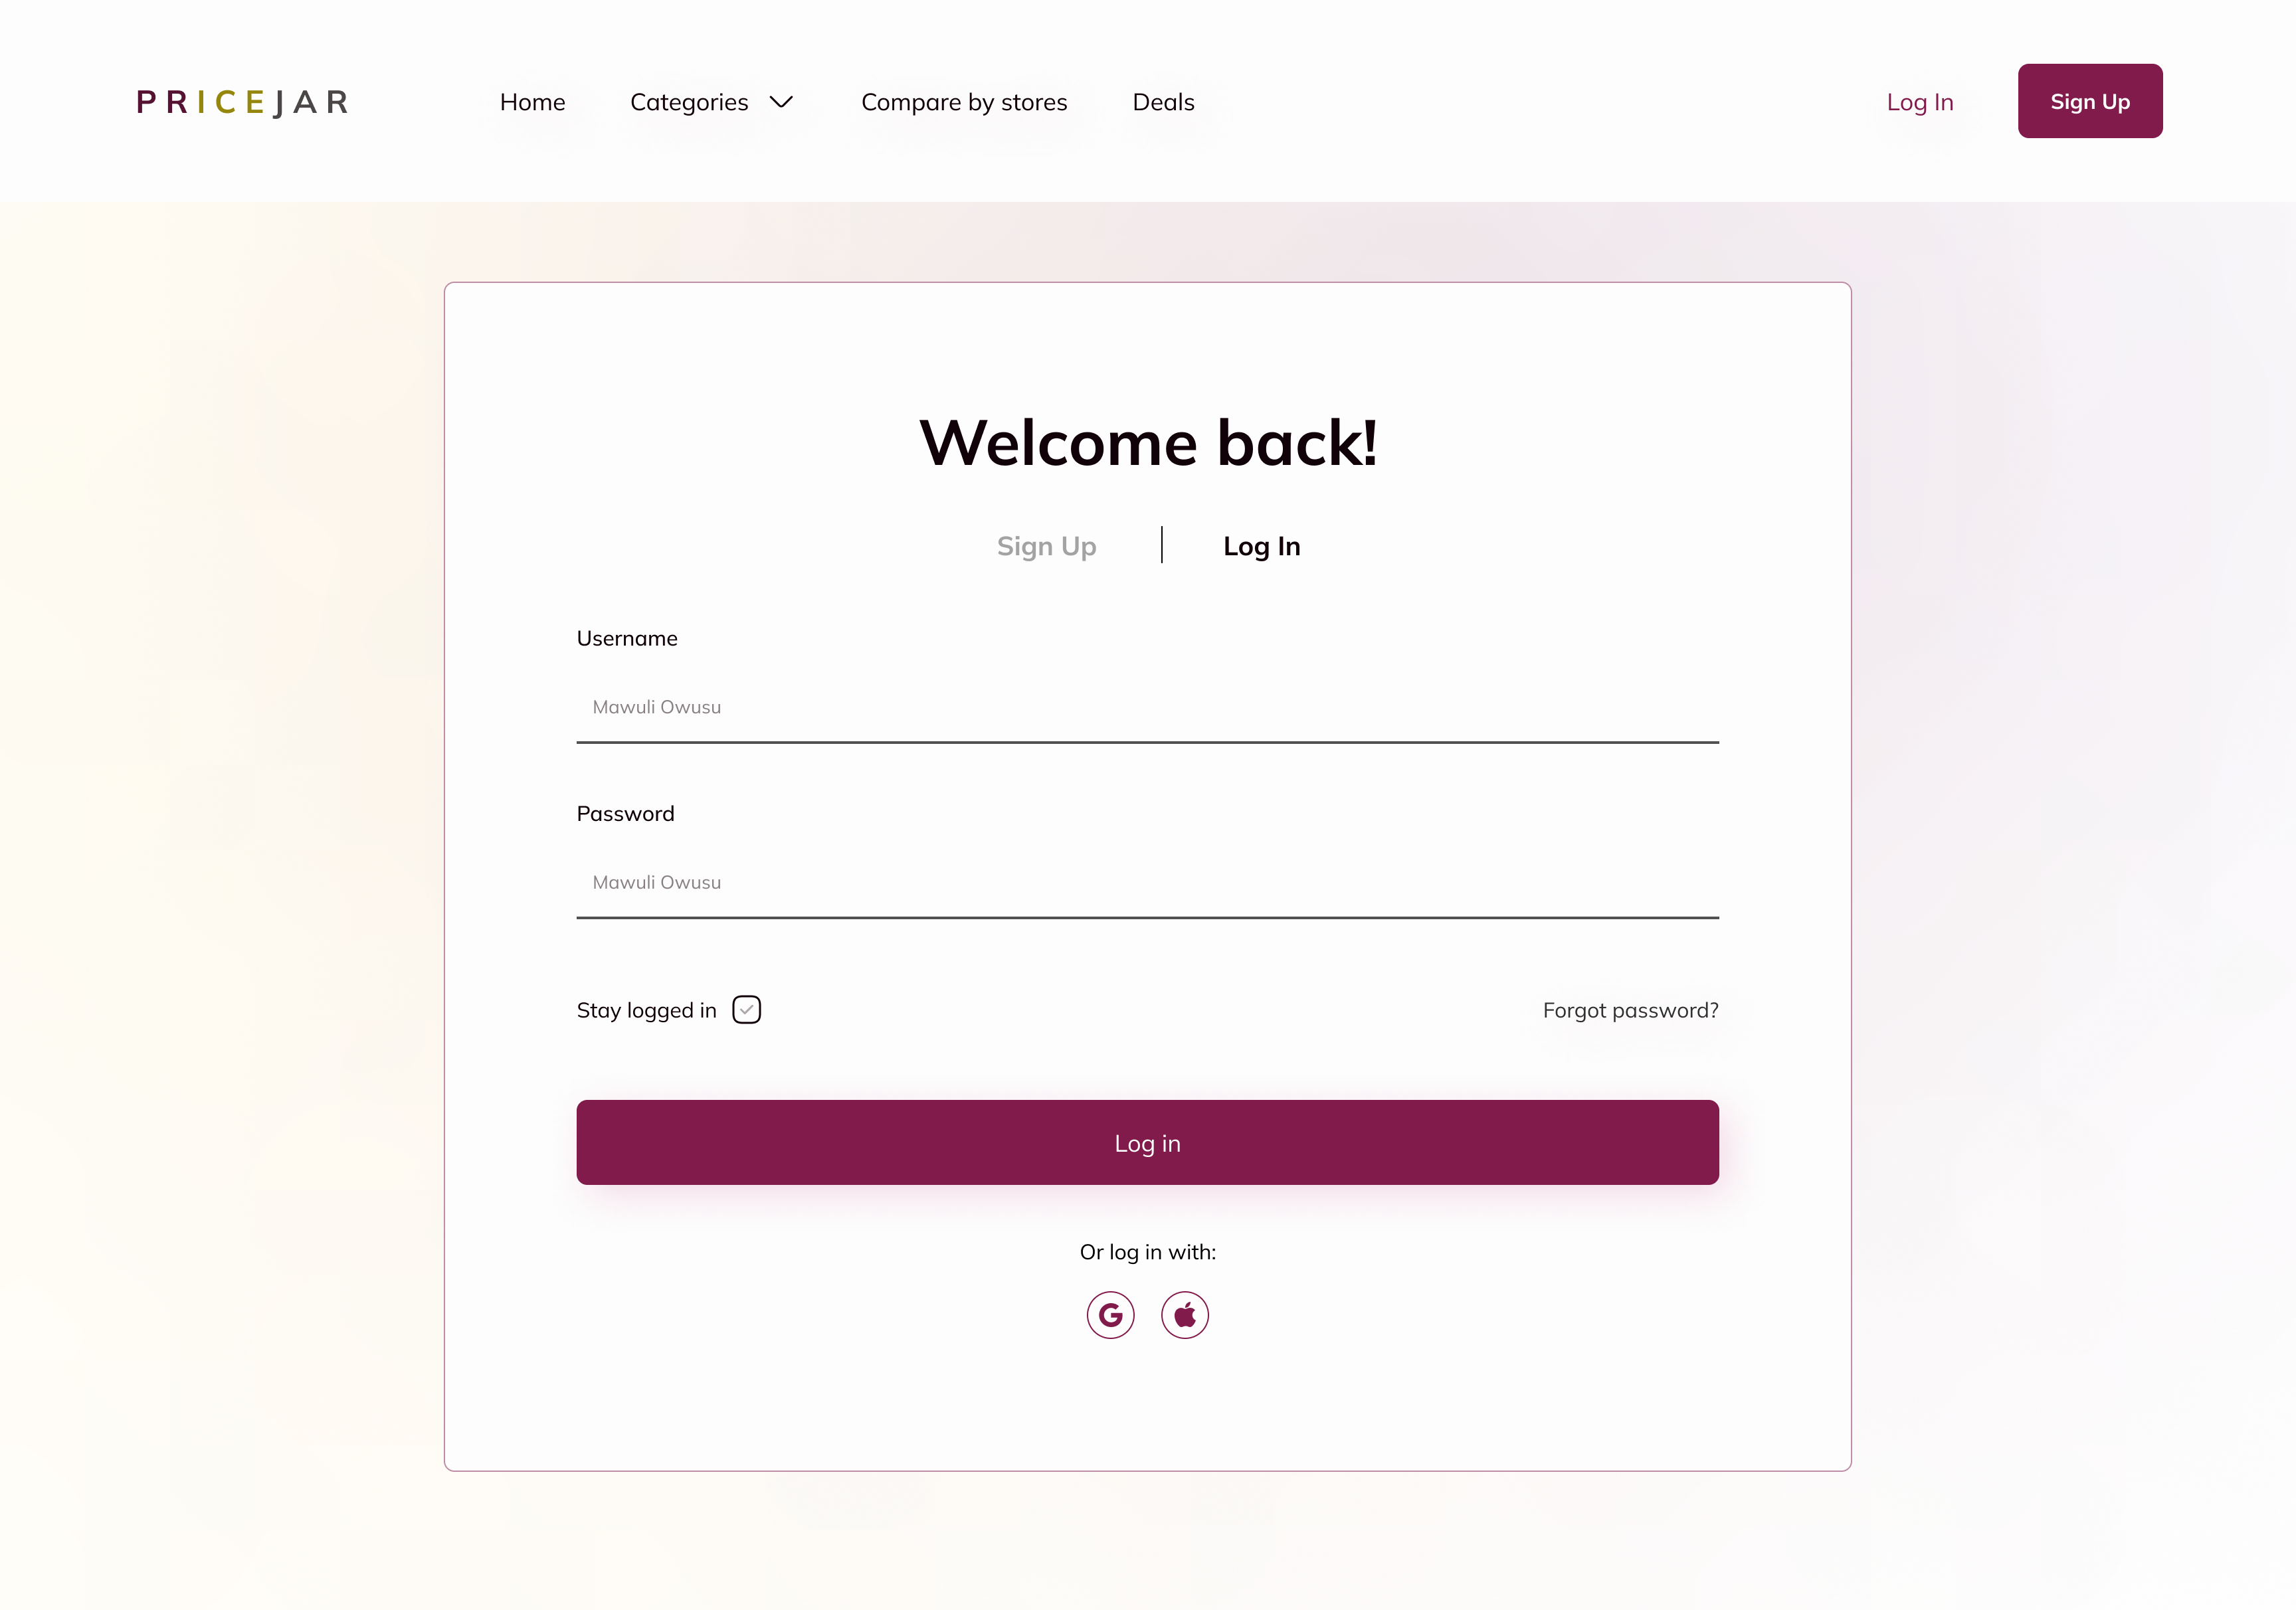 PRICEJAR Home Categories Compare by stores Deals Log In Sign Up
Welcome back!
Sign Up | Log In
Username
Mawuli Owusu
Password
Mawuli Owusu
Stay logged in Forgot password?
Log in
Or log in with:
G